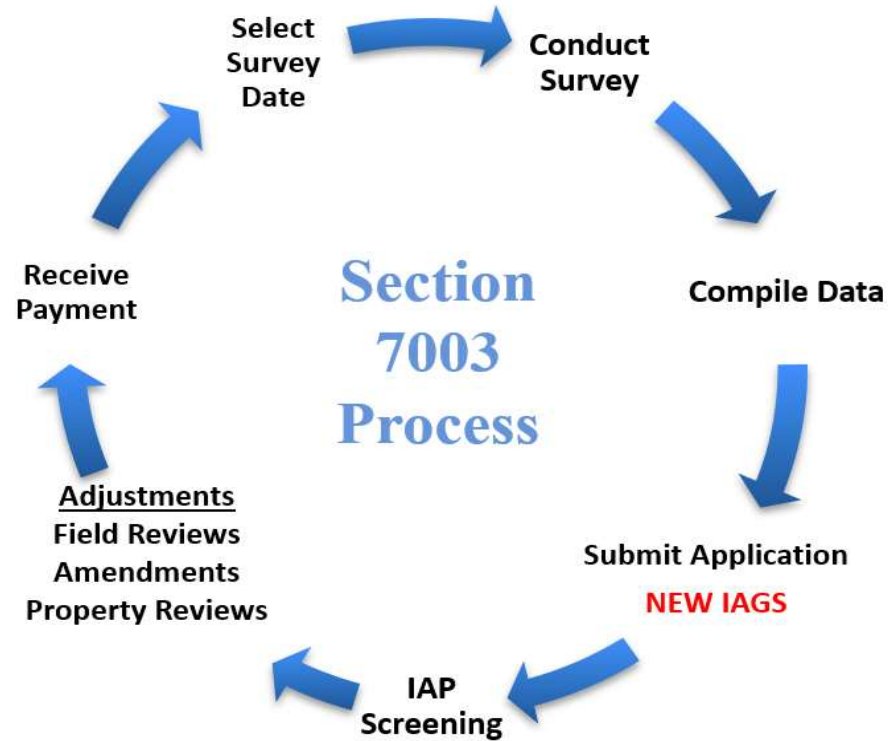 Select
Survey
Date
Conduct
Survey
Compile Data
Submit Application
NEW IAGS
IAP
Screening
Adjustments
Field Reviews
Amendments
Property Reviews
Receive
Payment
Section
7003
Process